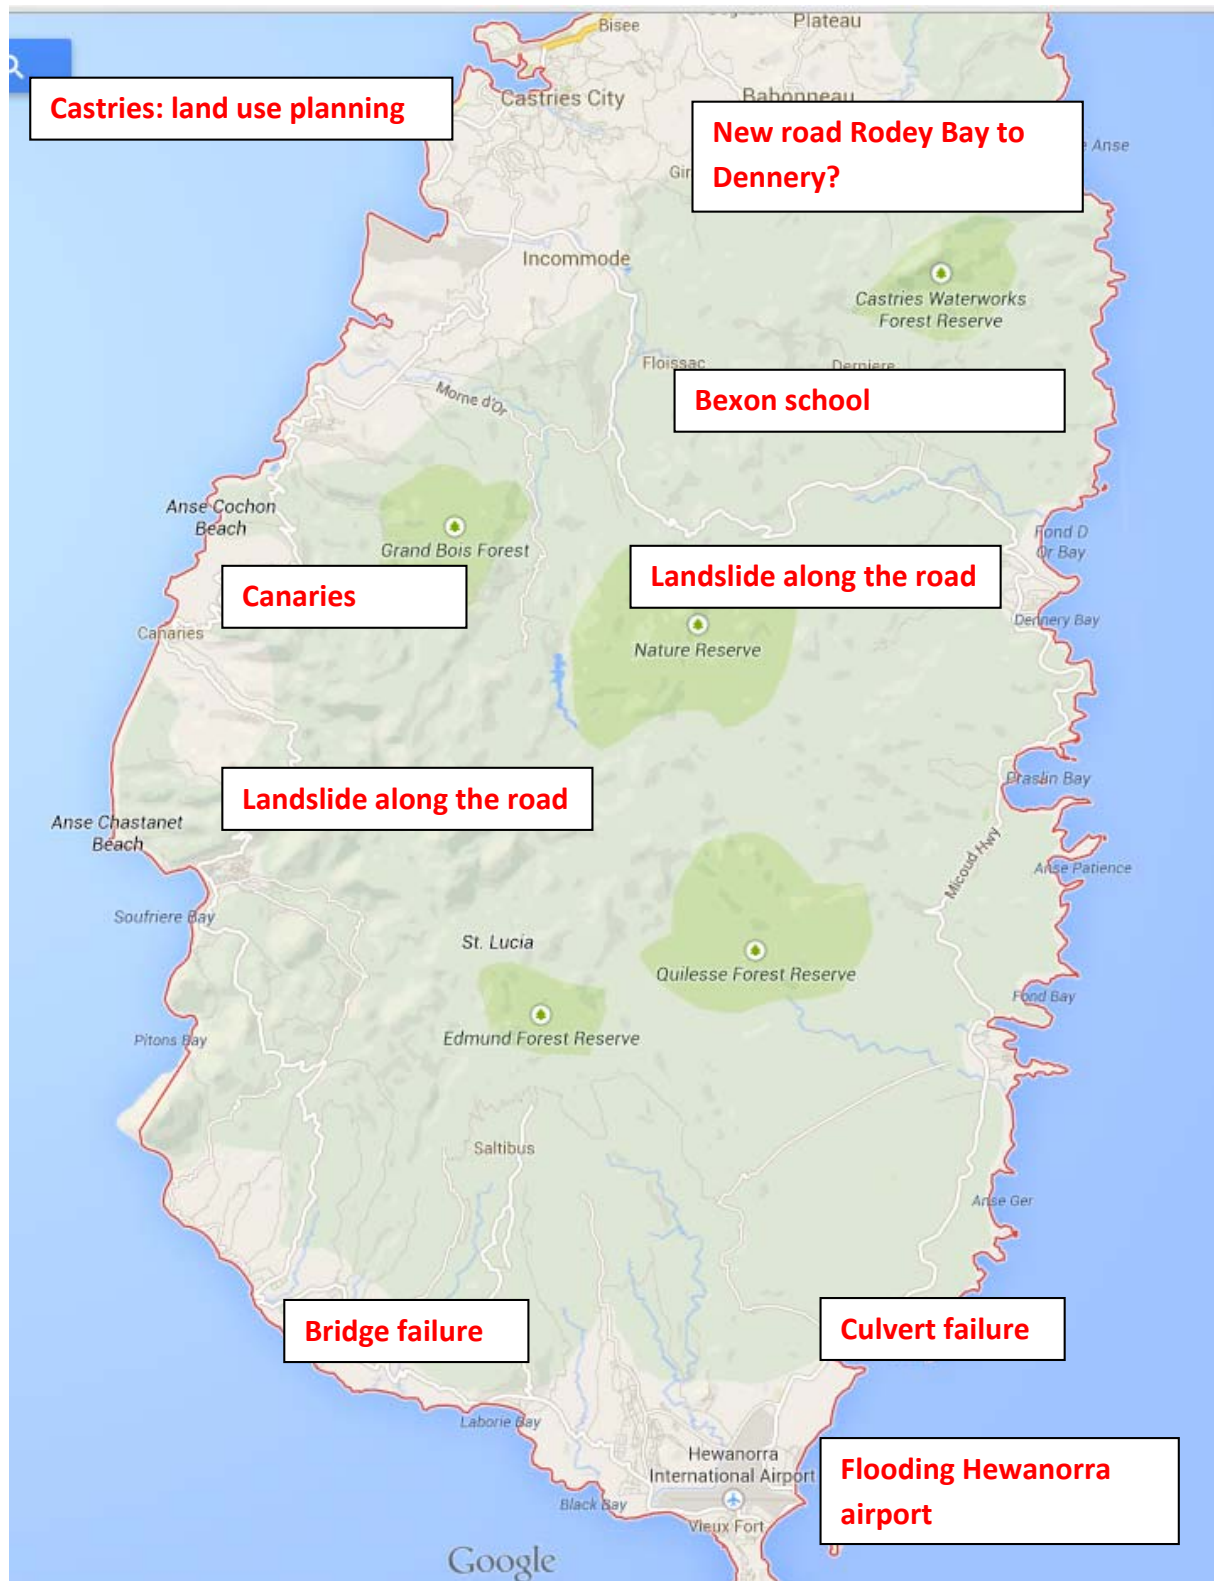 Bisee
Plateau
Castries: land use planning
Castries City
Babonneau
New road Rodey Bay to
Dennery?
Anse
Incommode
Castries Waterworks
Forest Reserve
Floissac
Derniere
Bexon school
Morne d'Or
Anse Cochon
Beach
Grand Bois Forest
Fond D
Or Bay
Landslide along the road
Canaries
Canaries
Nature Reserve
Dennery Bay
Praslin Bay
Landslide along the road
Anse Chastanet
Beach
Micoud Hwy
Anse Patience
Soufriere Bay
St. Lucia
Quilesse Forest Reserve
Fond Bay
Pitons Bay
Edmund Forest Reserve
Saltibus
Anse Ger
Bridge failure
Culvert failure
Laborie Bay
Hewanorra
International Airport
Flooding Hewanorra
airport
Black Bay
Vieux Fort
Google